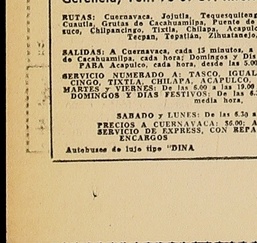 RUTAS: Cuernavaca, Jojutla, Tequesquiteng
Cuautla, Grutas de Cacahuamilpa, Puente de
xuco, Chilpancingo, Tixtla, Chilapa, Acapulco
Tecpan, Tepatlán, Zihuatanejo,
SALIDAS: A Cuernavaca, cada 15 minutos, a
de Cacahuamilpa, cada hora; Domingos y Días
PARA Acapulco, cada hora, desde las 5.00
SERVICIO NUMERADO A: TASCO, IGUAL
CINGO, TIXTLA, CHILAPA, ACAPULCO.
MARTES y VIERNES: De las 6.00 a las 19.00
DOMINGOS Y DIAS FESTIVOS: De las 6.
media hora,
SABADO y LUNES: De las 6.30 a
PRECIOS A CUERNAVACA: $6.00; A
SERVICIO DE EXPRESS, CON REPA
ENCARGOS
Autobuses de lujo tipo "DINA